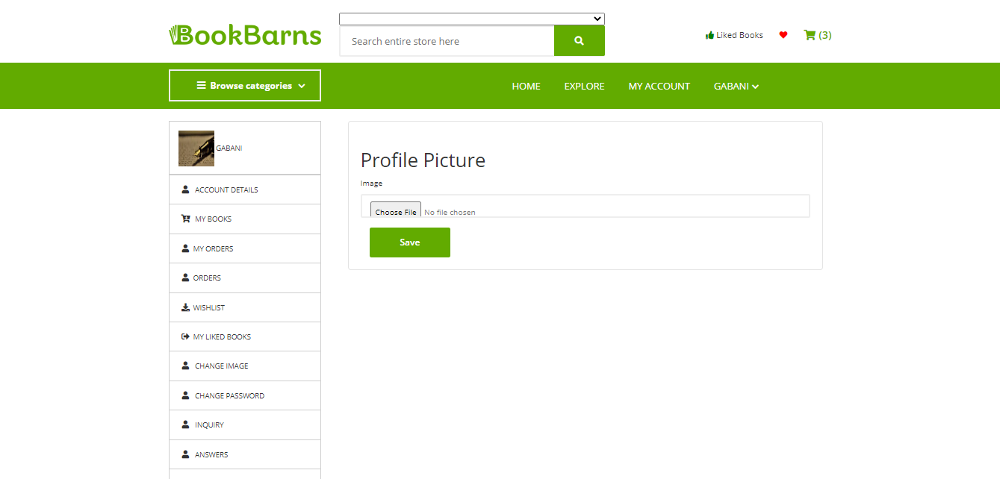 BookBarns
Search entire store here
Liked Books
(3)
Browse categories
HOME
EXPLORE
MY ACCOUNT
GABANI
GABANI
ACCOUNT DETAILS
MY BOOKS
MY ORDERS
ORDERS
WISHLIST
MY LIKED BOOKS
CHANGE IMAGE
CHANGE PASSWORD
INQUIRY
ANSWERS
Profile Picture
Image
Choose File No file chosen
Save